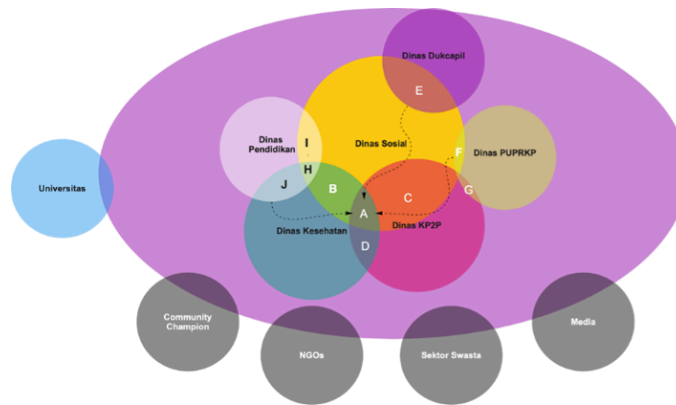 Dinas Dukcapil
E
Dinas
Pendidikan
I
Dinas Sosial
F
Dinas PUPRKP
H
J
B
C
G
Universitas
A
Dinas Kesehatan
Dinas KP2P
D
Community
Champion
NGOs
Sektor Swasta
Media